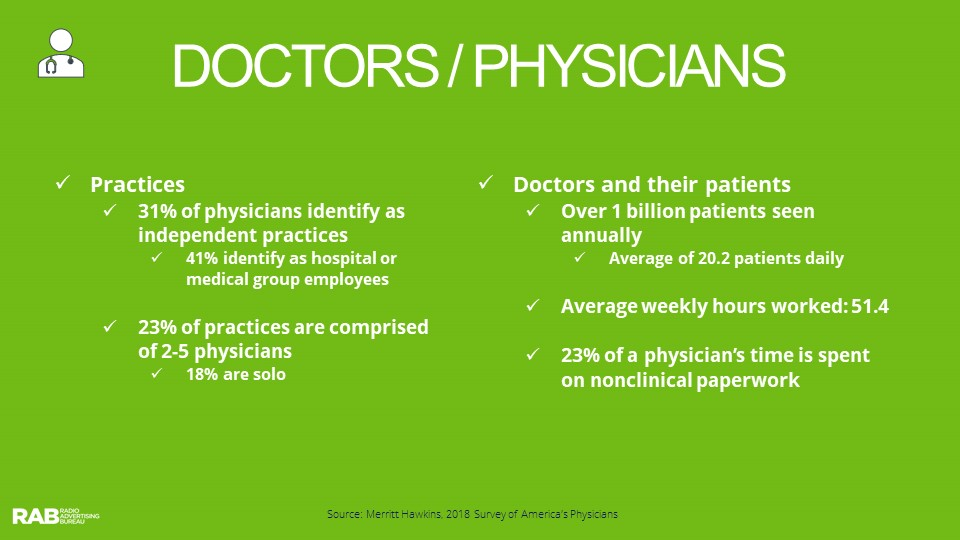 DOCTORS / PHYSICIANS
✓ Practices
✓ 31% of physicians identify as
independent practices
✓ 41% identify as hospital or
medical group employees
✓ 23% of practices are comprised
of 2-5 physicians
✓ 18% are solo
✓ Doctors and their patients
✓ Over 1 billion patients seen
annually
✓ Average of 20.2 patients daily
✓ Average weekly hours worked: 51.4
✓ 23% of a physician’s time is spent
on nonclinical paperwork
RAB RADIO
ADVERTISING
BUREAU
Source: Merritt Hawkins, 2018 Survey of America’s Physicians